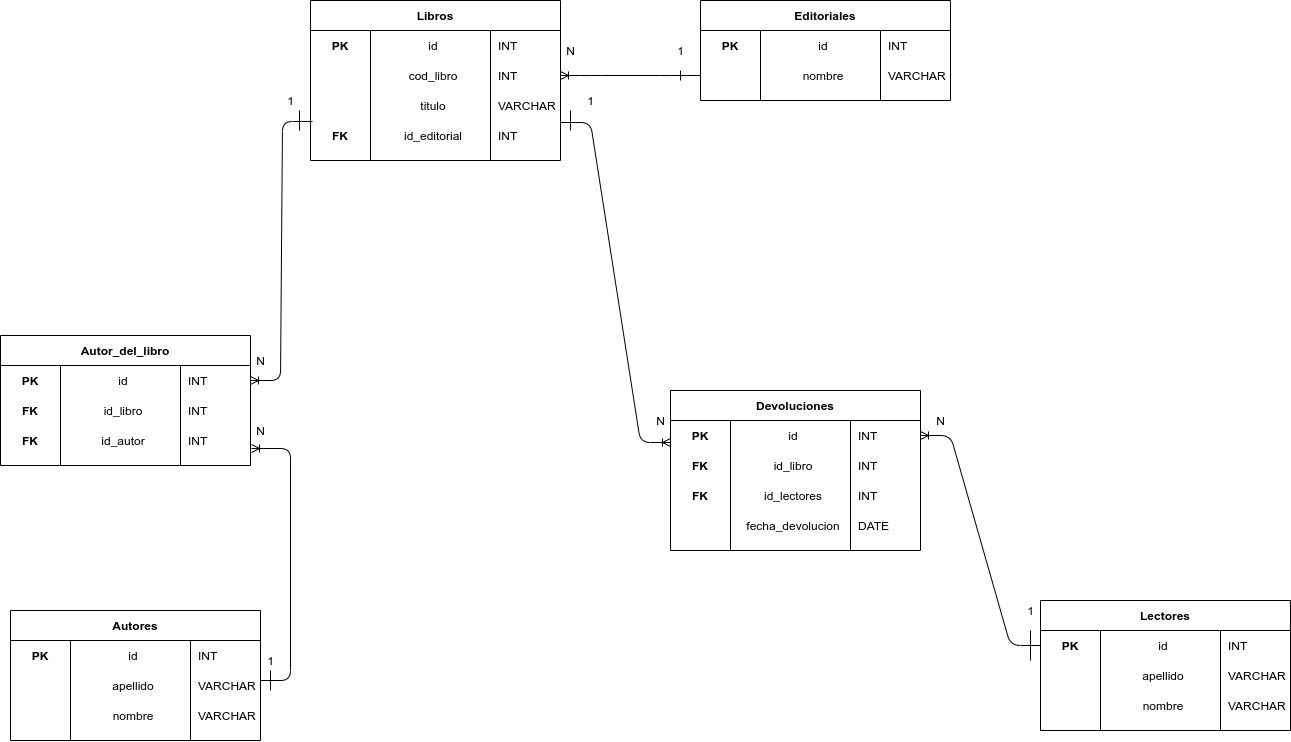 Libros
PK id INT
cod_libro INT
titulo VARCHAR
FK id_editorial INT
Editoriales
PK id INT
nombre VARCHAR
N 1
1 1
Autor_del_libro
PK id INT
FK id_libro INT
FK id_autor INT
N
N
Devoluciones
PK id INT
FK id_libro INT
FK id_lectores INT
fecha_devolucion DATE
N N
Autores
PK id INT
apellido VARCHAR
nombre VARCHAR
1
Lectores
PK id INT
apellido VARCHAR
nombre VARCHAR
1